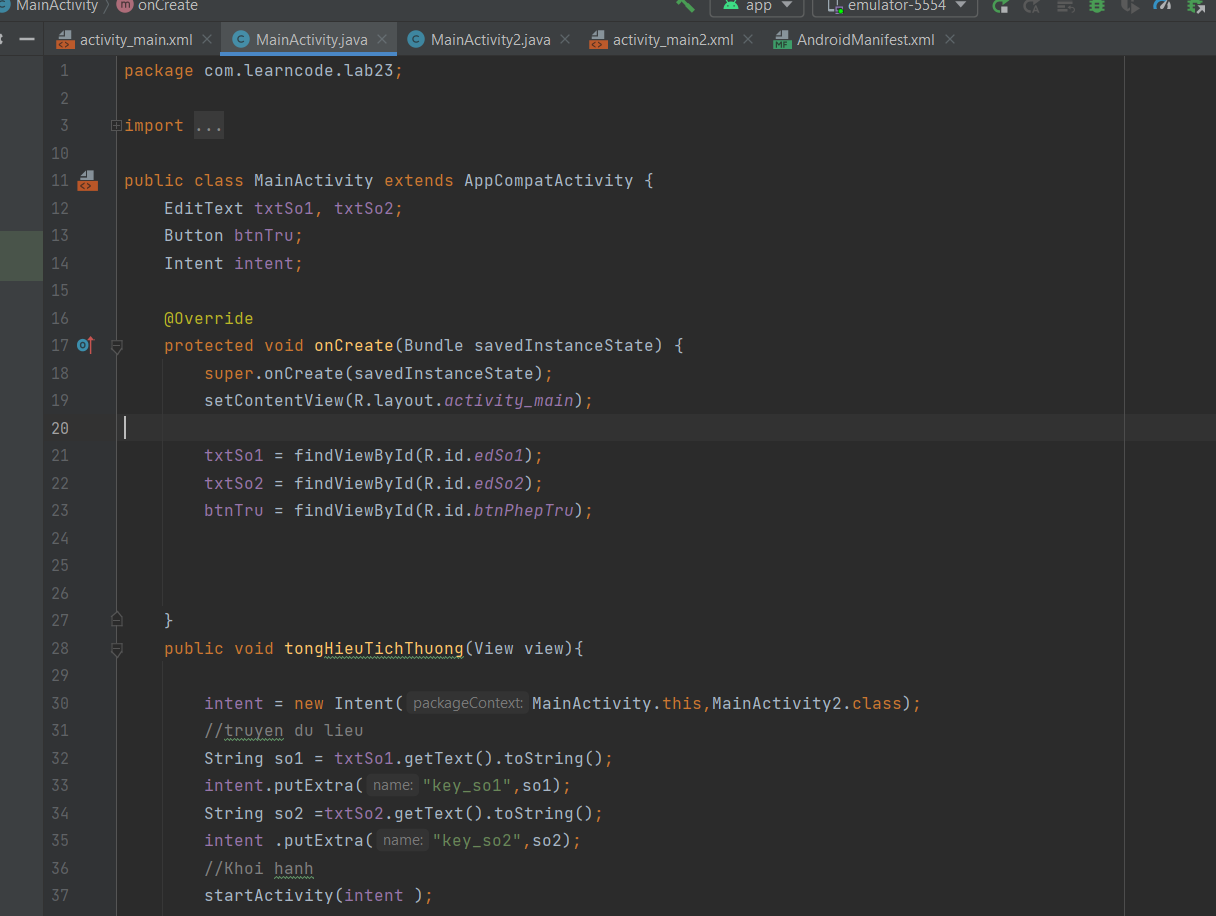 MainActivity onCreate app emulator-5554
activity_main.xml MainActivity.java MainActivity2.java activity_main2.xml AndroidManifest.xml
1 package com.learncode.lab23;
2
3 import ...
10
11 public class MainActivity extends AppCompatActivity {
12 EditText txtSo1, txtSo2;
13 Button btnTru;
14 Intent intent;
15
16 @Override
17 protected void onCreate(Bundle savedInstanceState) {
18 super.onCreate(savedInstanceState);
19 setContentView(R.layout.activity_main);
20
21 txtSo1 = findViewById(R.id.edSo1);
22 txtSo2 = findViewById(R.id.edSo2);
23 btnTru = findViewById(R.id.btnPhepTru);
24
25
26
27 }
28 public void tongHieuTichThuong(View view){
29
30 intent = new Intent( packageContext: MainActivity.this,MainActivity2.class);
31 //truyen du lieu
32 String so1 = txtSo1.getText().toString();
33 intent.putExtra( name: "key_so1",so1);
34 String so2 =txtSo2.getText().toString();
35 intent .putExtra( name: "key_so2",so2);
36 //Khoi hanh
37 startActivity(intent );